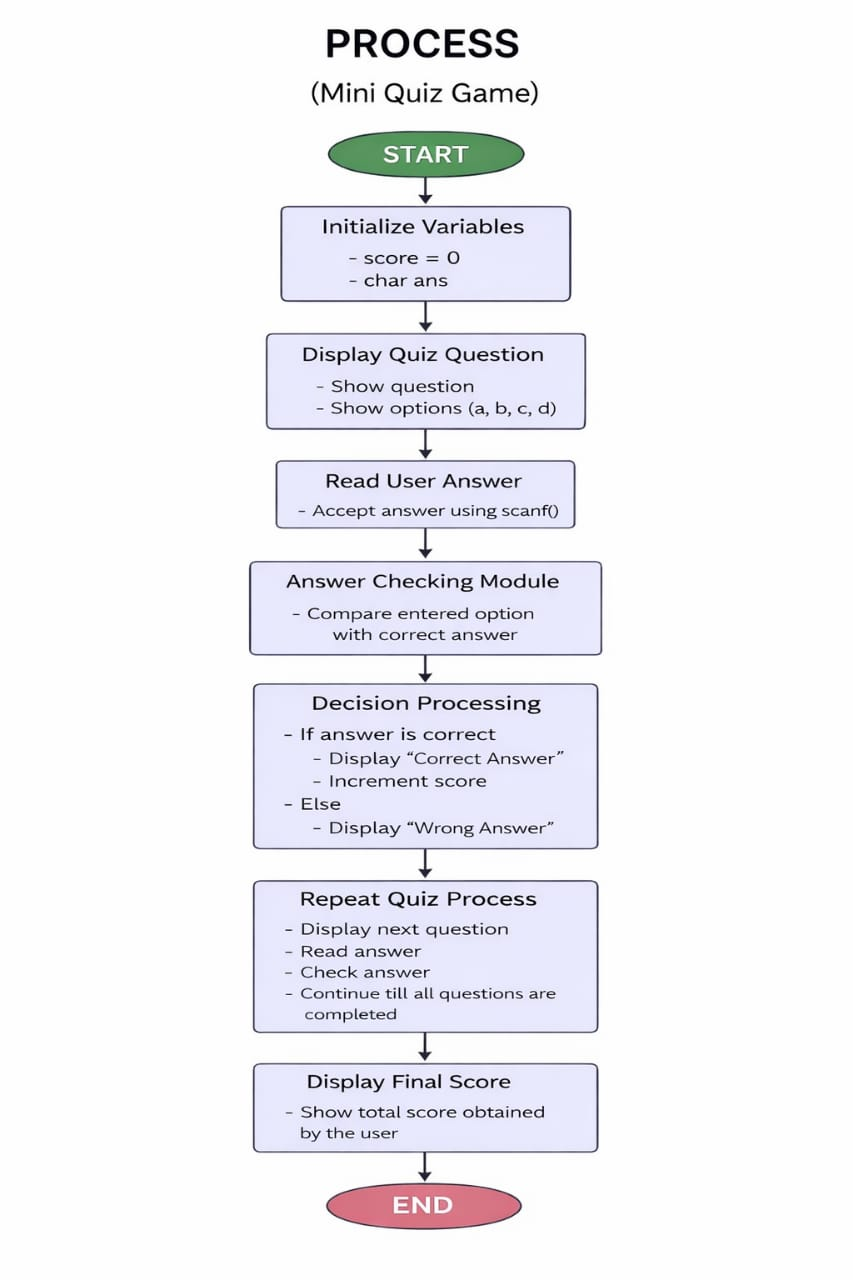 PROCESS
(Mini Quiz Game)
START
Initialize Variables
- score = 0
- char ans
Display Quiz Question
- Show question
- Show options (a, b, c, d)
Read User Answer
- Accept answer using scanf()
Answer Checking Module
- Compare entered option
with correct answer
Decision Processing
- If answer is correct
- Display “Correct Answer”
- Increment score
- Else
- Display “Wrong Answer”
Repeat Quiz Process
- Display next question
- Read answer
- Check answer
- Continue till all questions are
completed
Display Final Score
- Show total score obtained
by the user
END